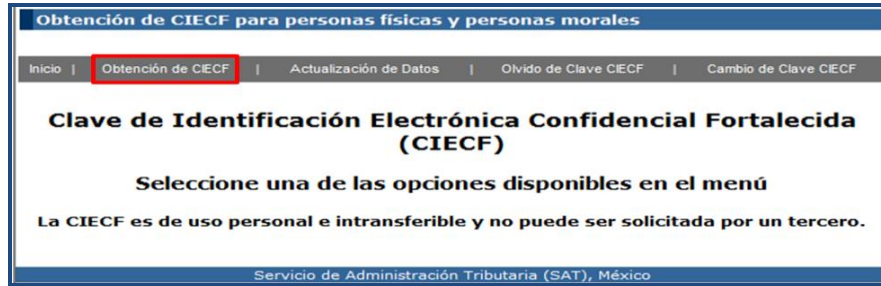 Obtención de CIECF para personas físicas y personas morales
Inicio | Obtención de CIECF | Actualización de Datos | Olvido de Clave CIECF | Cambio de Clave CIECF
Clave de Identificación Electrónica Confidencial Fortalecida
(CIECF)
Seleccione una de las opciones disponibles en el menú
La CIECF es de uso personal e intransferible y no puede ser solicitada por un tercero.
Servicio de Administración Tributaria (SAT), México